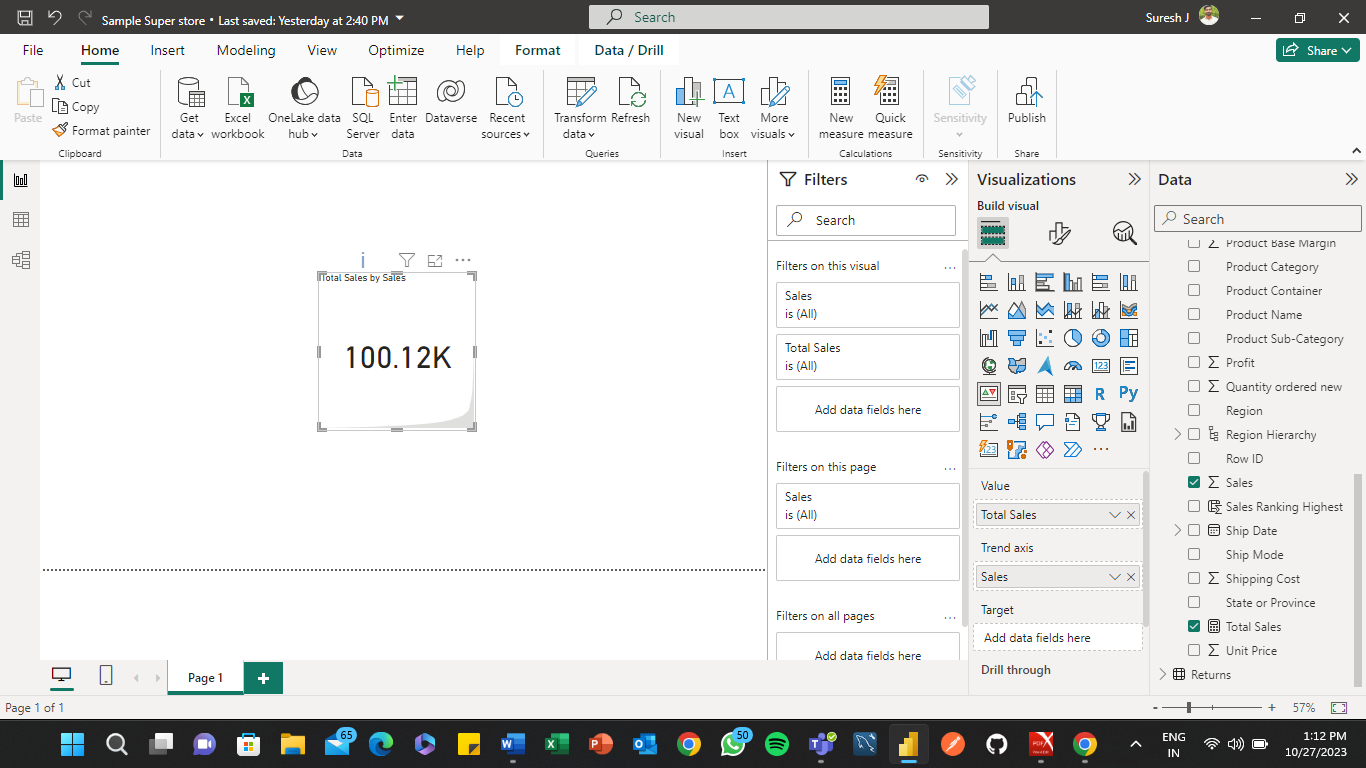 Sample Super store • Last saved: Yesterday at 2:40 PM
Search
Suresh J
File Home Insert Modeling View Optimize Help Format Data / Drill
Share
Paste
Cut
Copy
Format painter
Clipboard
Get data
Excel workbook
OneLake data hub
SQL Server
Enter data
Dataverse
Recent sources
Data
Transform data
Refresh
Queries
New visual
Text box
More visuals
Insert
New measure
Quick measure
Calculations
Sensitivity
Sensitivity
Publish
Share
Total Sales by Sales
100.12K
Filters
Search
Filters on this visual
Sales
is (All)
Total Sales
is (All)
Add data fields here
Filters on this page
Sales
is (All)
Add data fields here
Filters on all pages
Add data fields here
Visualizations
Build visual
123
R
Py
123
Value
Total Sales
Trend axis
Sales
Target
Add data fields here
Drill through
Data
Search
Product Base Margin
Product Category
Product Container
Product Name
Product Sub-Category
Profit
Quantity ordered new
Region
Region Hierarchy
Row ID
Sales
Sales Ranking Highest
Ship Date
Ship Mode
Shipping Cost
State or Province
Total Sales
Unit Price
Returns
Page 1
Page 1 of 1
57%
65
50
ENG
IN
1:12 PM
10/27/2023